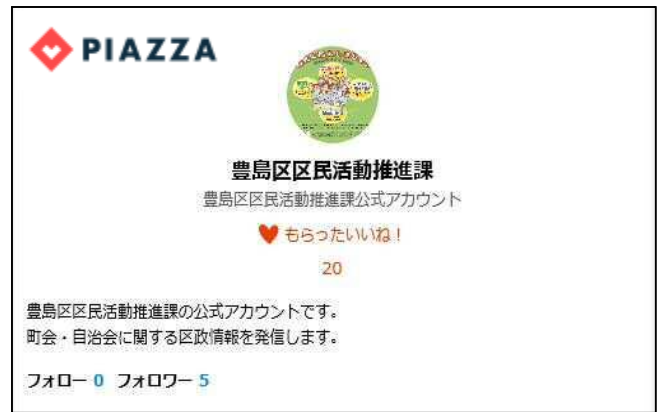 PIAZZA
豊島区区民活動推進課
豊島区区民活動推進課公式アカウント
もらったいいね！
20
豊島区区民活動推進課の公式アカウントです。
町会・自治会に関する区政情報を発信します。
フォロー 0 フォロワー 5